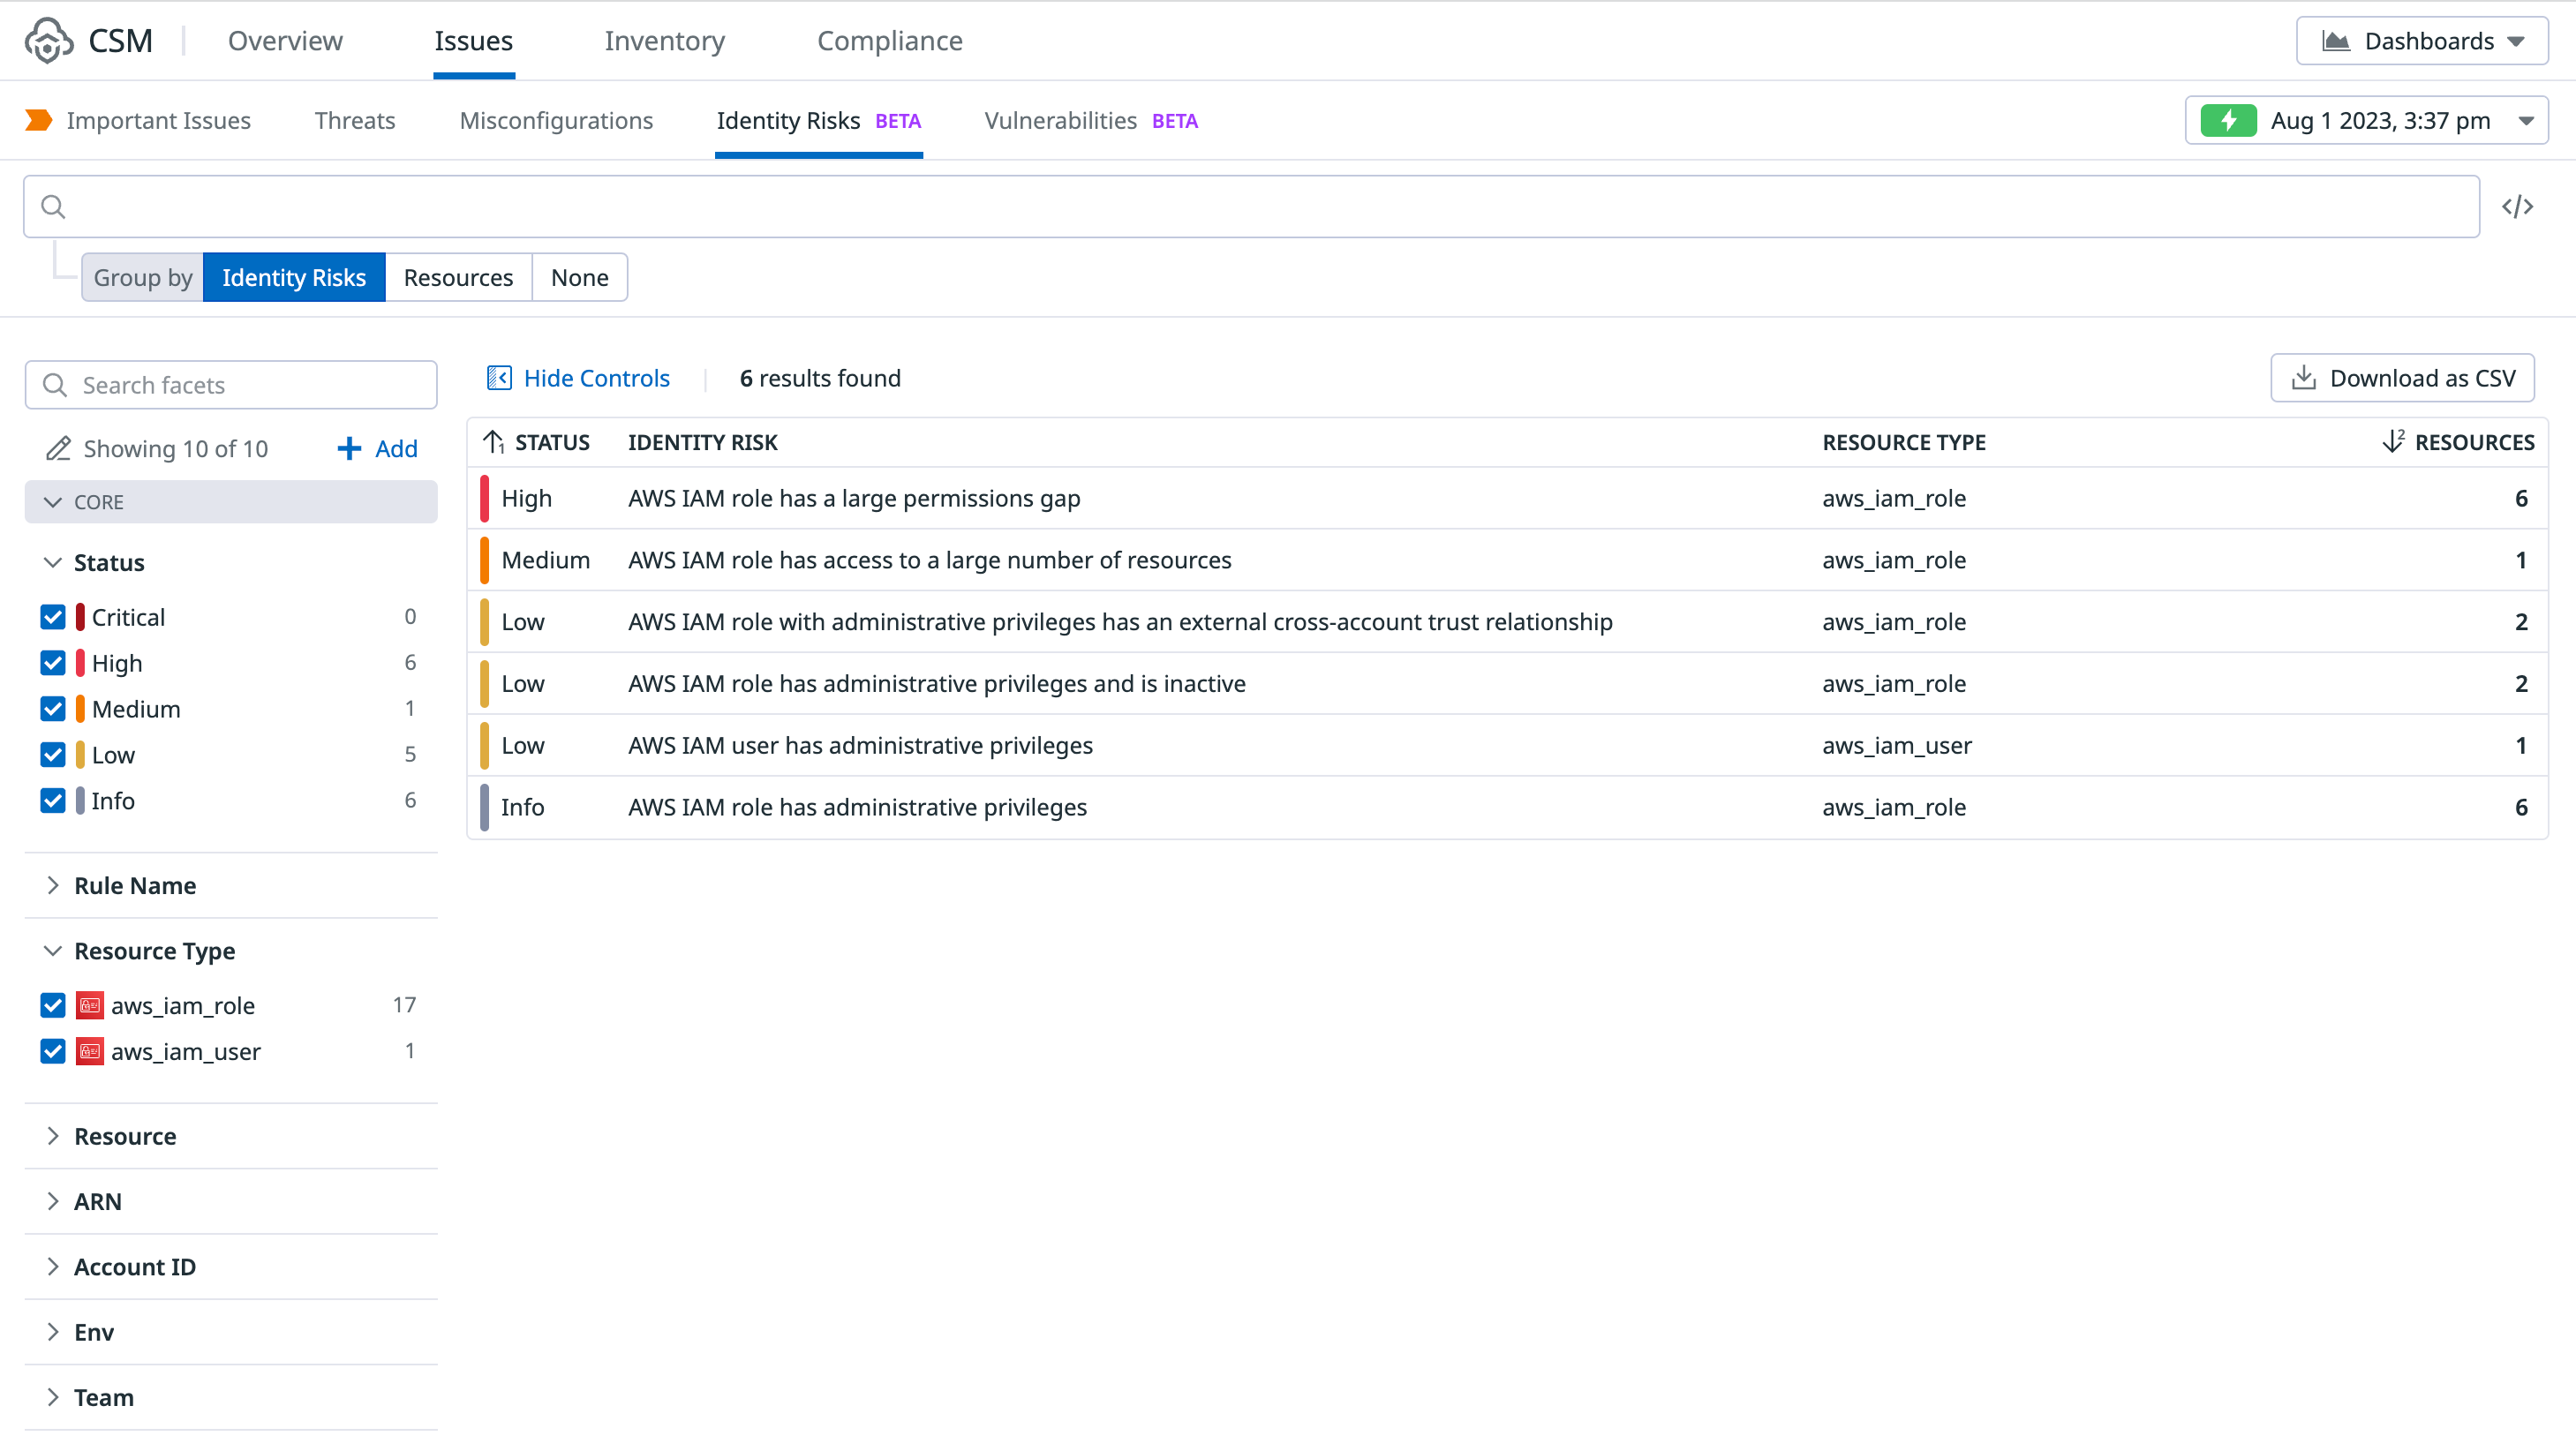 CSM Overview Issues Inventory Compliance Dashboards
Important Issues Threats Misconfigurations Identity Risks BETA Vulnerabilities BETA Aug 1 2023, 3:37 pm
</>
Group by Identity Risks Resources None
Search facets
Showing 10 of 10 + Add
CORE
Status
Critical 0
High 6
Medium 1
Low 5
Info 6
Rule Name
Resource Type
aws_iam_role 17
aws_iam_user 1
Resource
ARN
Account ID
Env
Team
Hide Controls 6 results found Download as CSV
1 STATUS IDENTITY RISK RESOURCE TYPE 2 RESOURCES
High AWS IAM role has a large permissions gap aws_iam_role 6
Medium AWS IAM role has access to a large number of resources aws_iam_role 1
Low AWS IAM role with administrative privileges has an external cross-account trust relationship aws_iam_role 2
Low AWS IAM role has administrative privileges and is inactive aws_iam_role 2
Low AWS IAM user has administrative privileges aws_iam_user 1
Info AWS IAM role has administrative privileges aws_iam_role 6